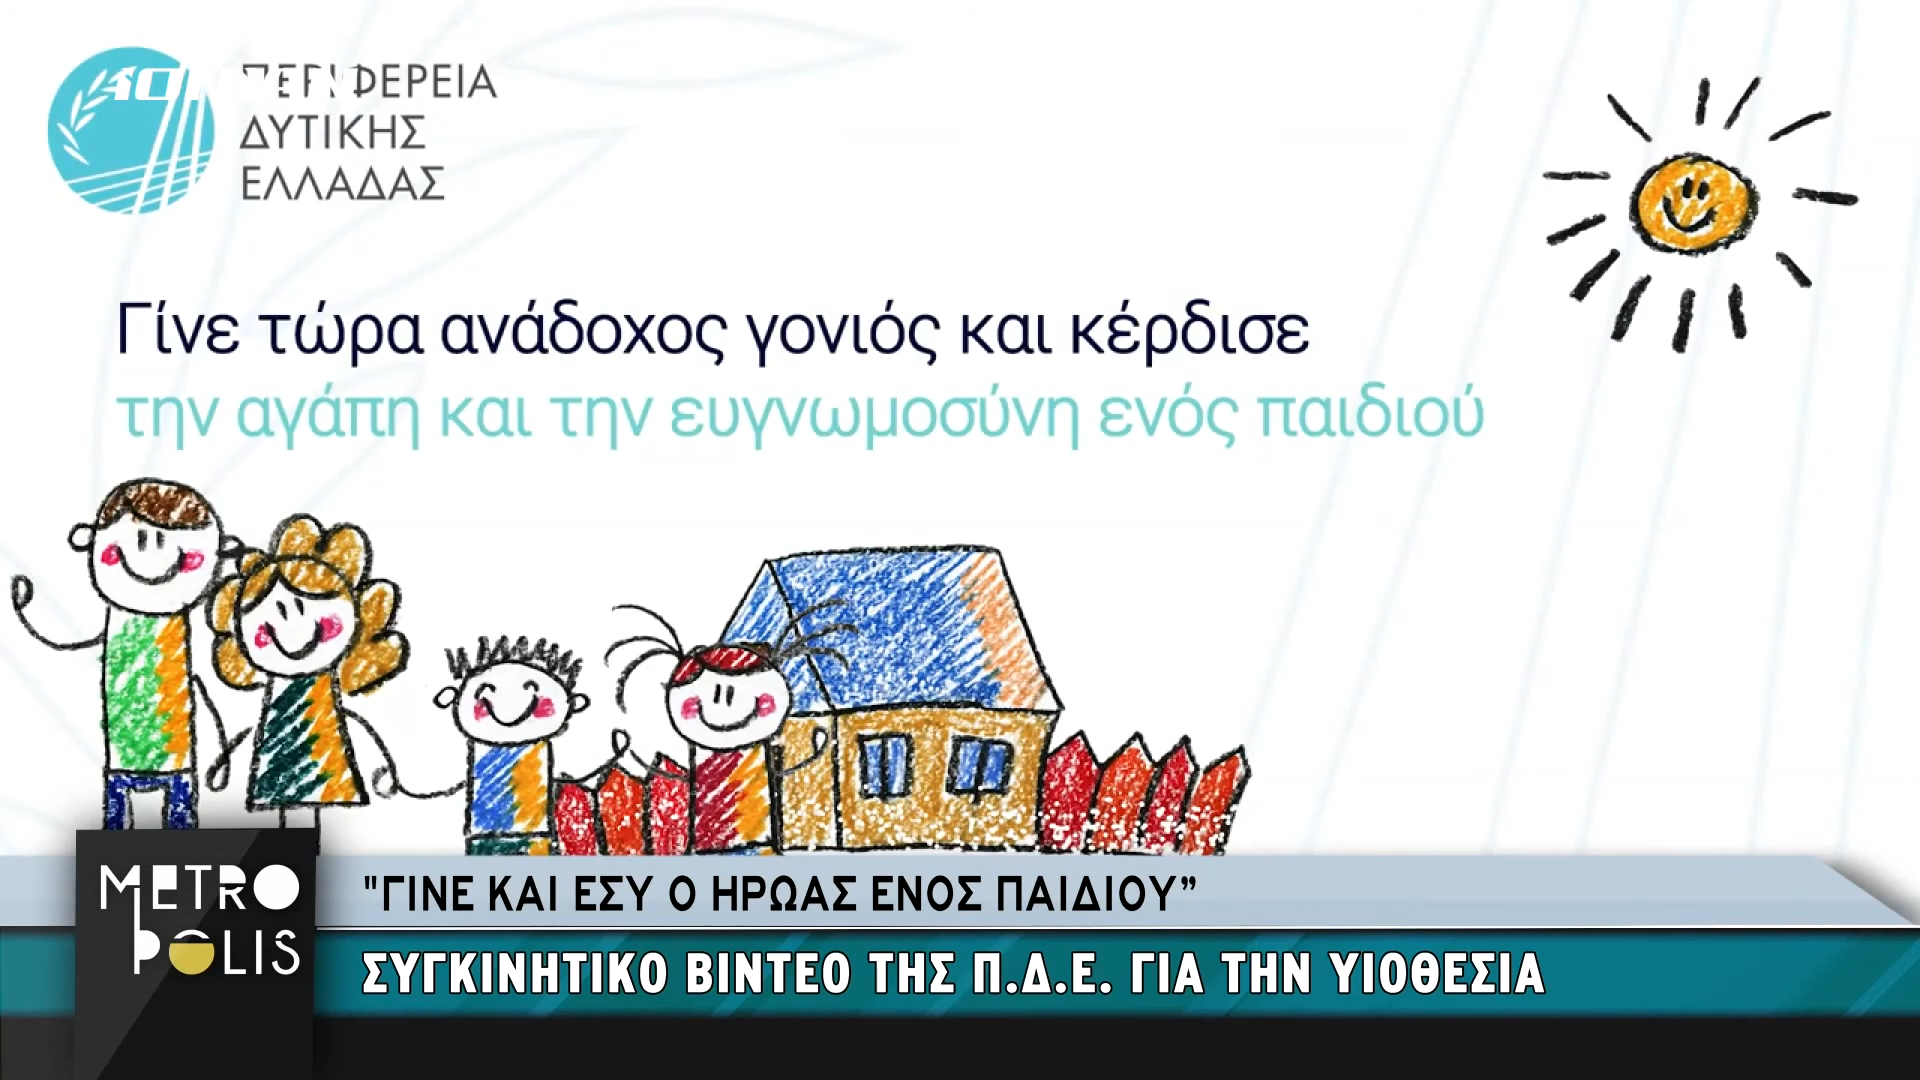 ΠΕΡΙΦΕΡΕΙΑ
ΔΥΤΙΚΗΣ
ΕΛΛΑΔΑΣ
Γίνε τώρα ανάδοχος γονιός και κέρδισε
την αγάπη και την ευγνωμοσύνη ενός παιδιού
METRO
POLIS
"ΓΙΝΕ ΚΑΙ ΕΣΥ Ο ΗΡΩΑΣ ΕΝΟΣ ΠΑΙΔΙΟΥ”
ΣΥΓΚΙΝΗΤΙΚΟ ΒΙΝΤΕΟ ΤΗΣ Π.Δ.Ε. ΓΙΑ ΤΗΝ ΥΙΟΘΕΣΙΑ